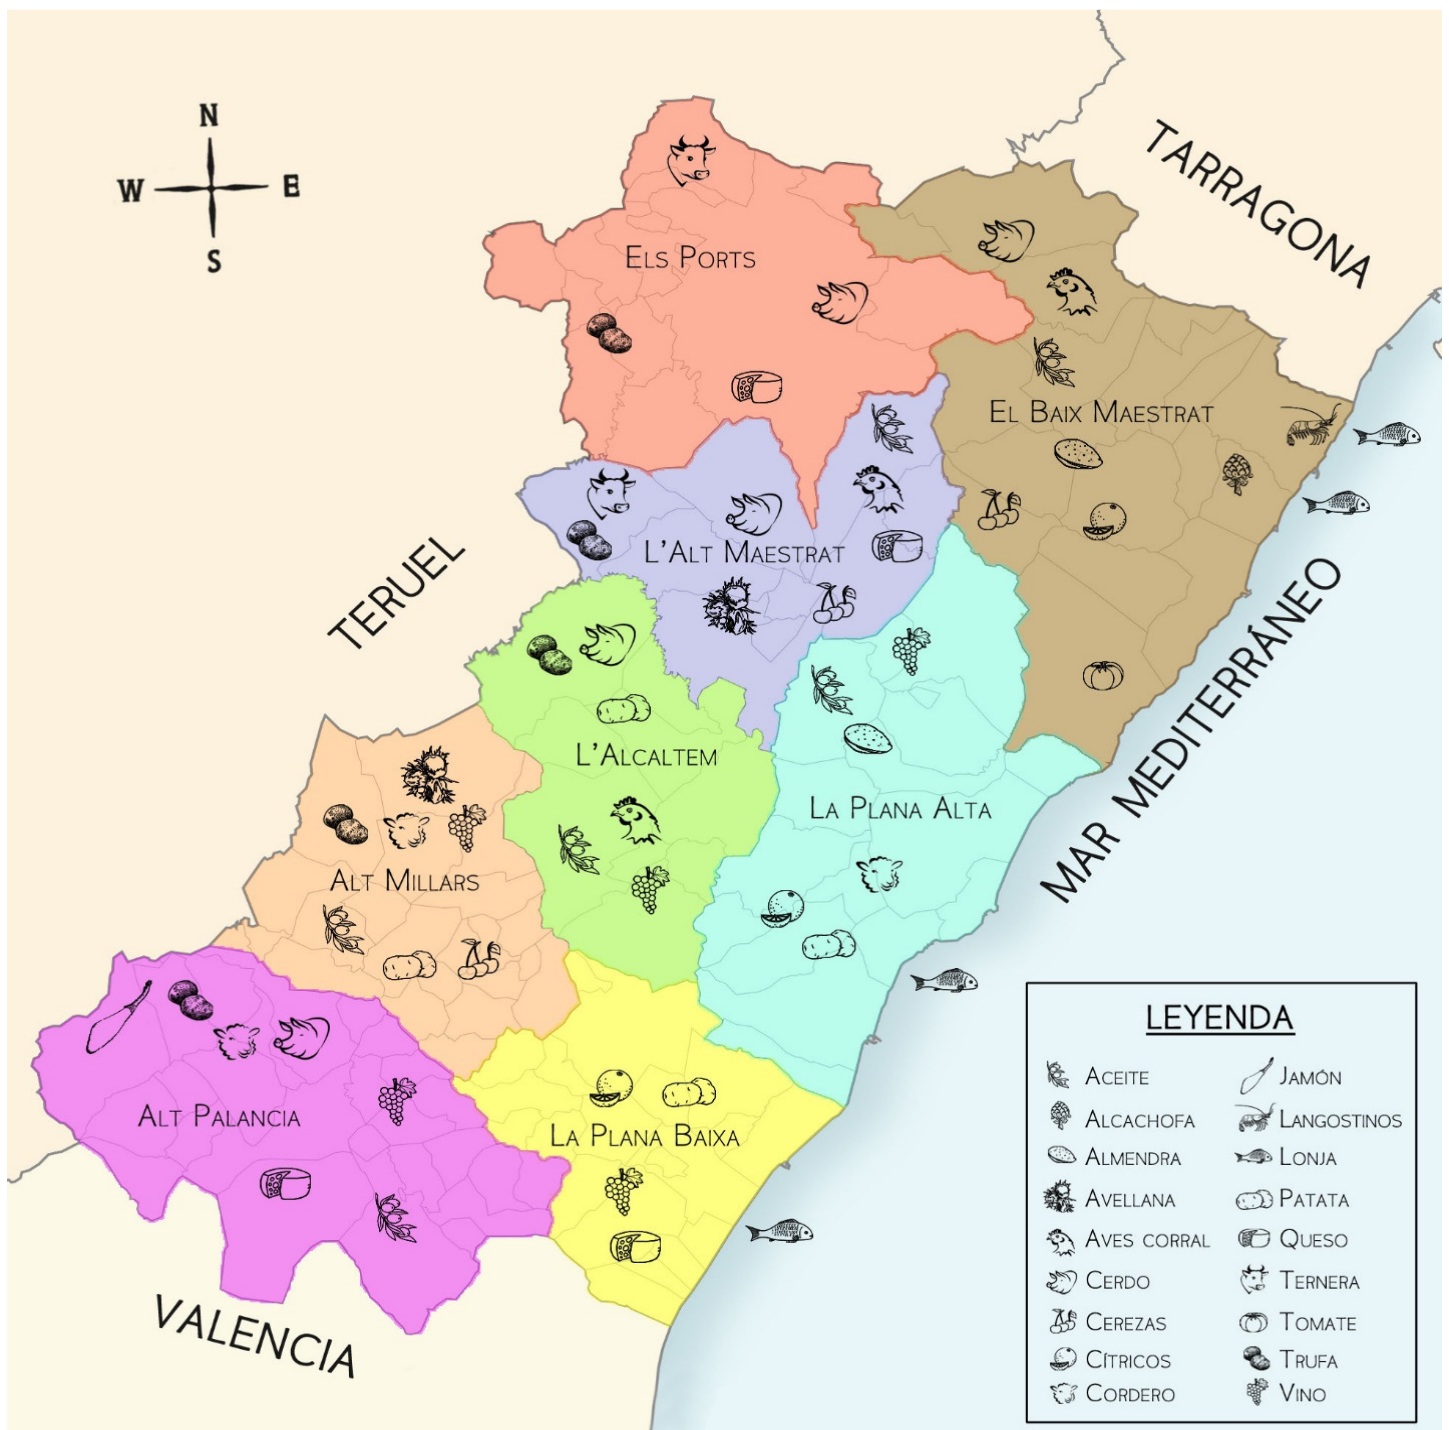 N
W E
S
TARRAGONA
ELS PORTS
EL BAIX MAESTRAT
L'ALT MAESTRAT
TERUEL
MAR MEDITERRÁNEO
L'ALCALTEM
LA PLANA ALTA
ALT MILLARS
ALT PALANCIA
LA PLANA BAIXA
VALENCIA
LEYENDA
ACEITE
ALCACHOFA
ALMENDRA
AVELLANA
AVES CORRAL
CERDO
CEREZAS
CÍTRICOS
CORDERO
JAMÓN
LANGOSTINOS
LONJA
PATATA
QUESO
TERNERA
TOMATE
TRUFA
VINO